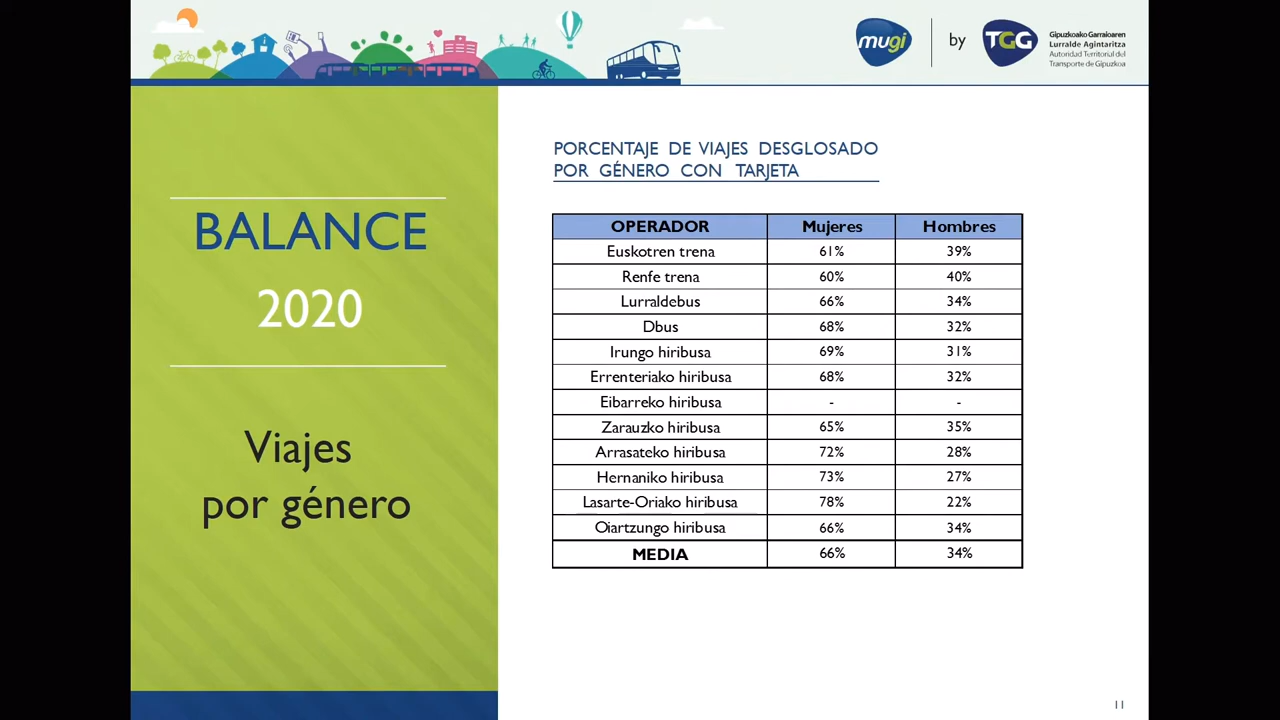 mugi
by
TGG
Gipuzkoako Garraioaren
Lurralde Agintaritza
Autoridad Territorial del
Transporte de Gipuzkoa
BALANCE
2020
Viajes
por género
PORCENTAJE DE VIAJES DESGLOSADO
POR GÉNERO CON TARJETA
OPERADOR Mujeres Hombres
Euskotren trena 61% 39%
Renfe trena 60% 40%
Lurraldebus 66% 34%
Dbus 68% 32%
Irungo hiribusa 69% 31%
Errenteriako hiribusa 68% 32%
Eibarreko hiribusa - -
Zarauzko hiribusa 65% 35%
Arrasateko hiribusa 72% 28%
Hernaniko hiribusa 73% 27%
Lasarte-Oriako hiribusa 78% 22%
Oiartzungo hiribusa 66% 34%
MEDIA 66% 34%
11